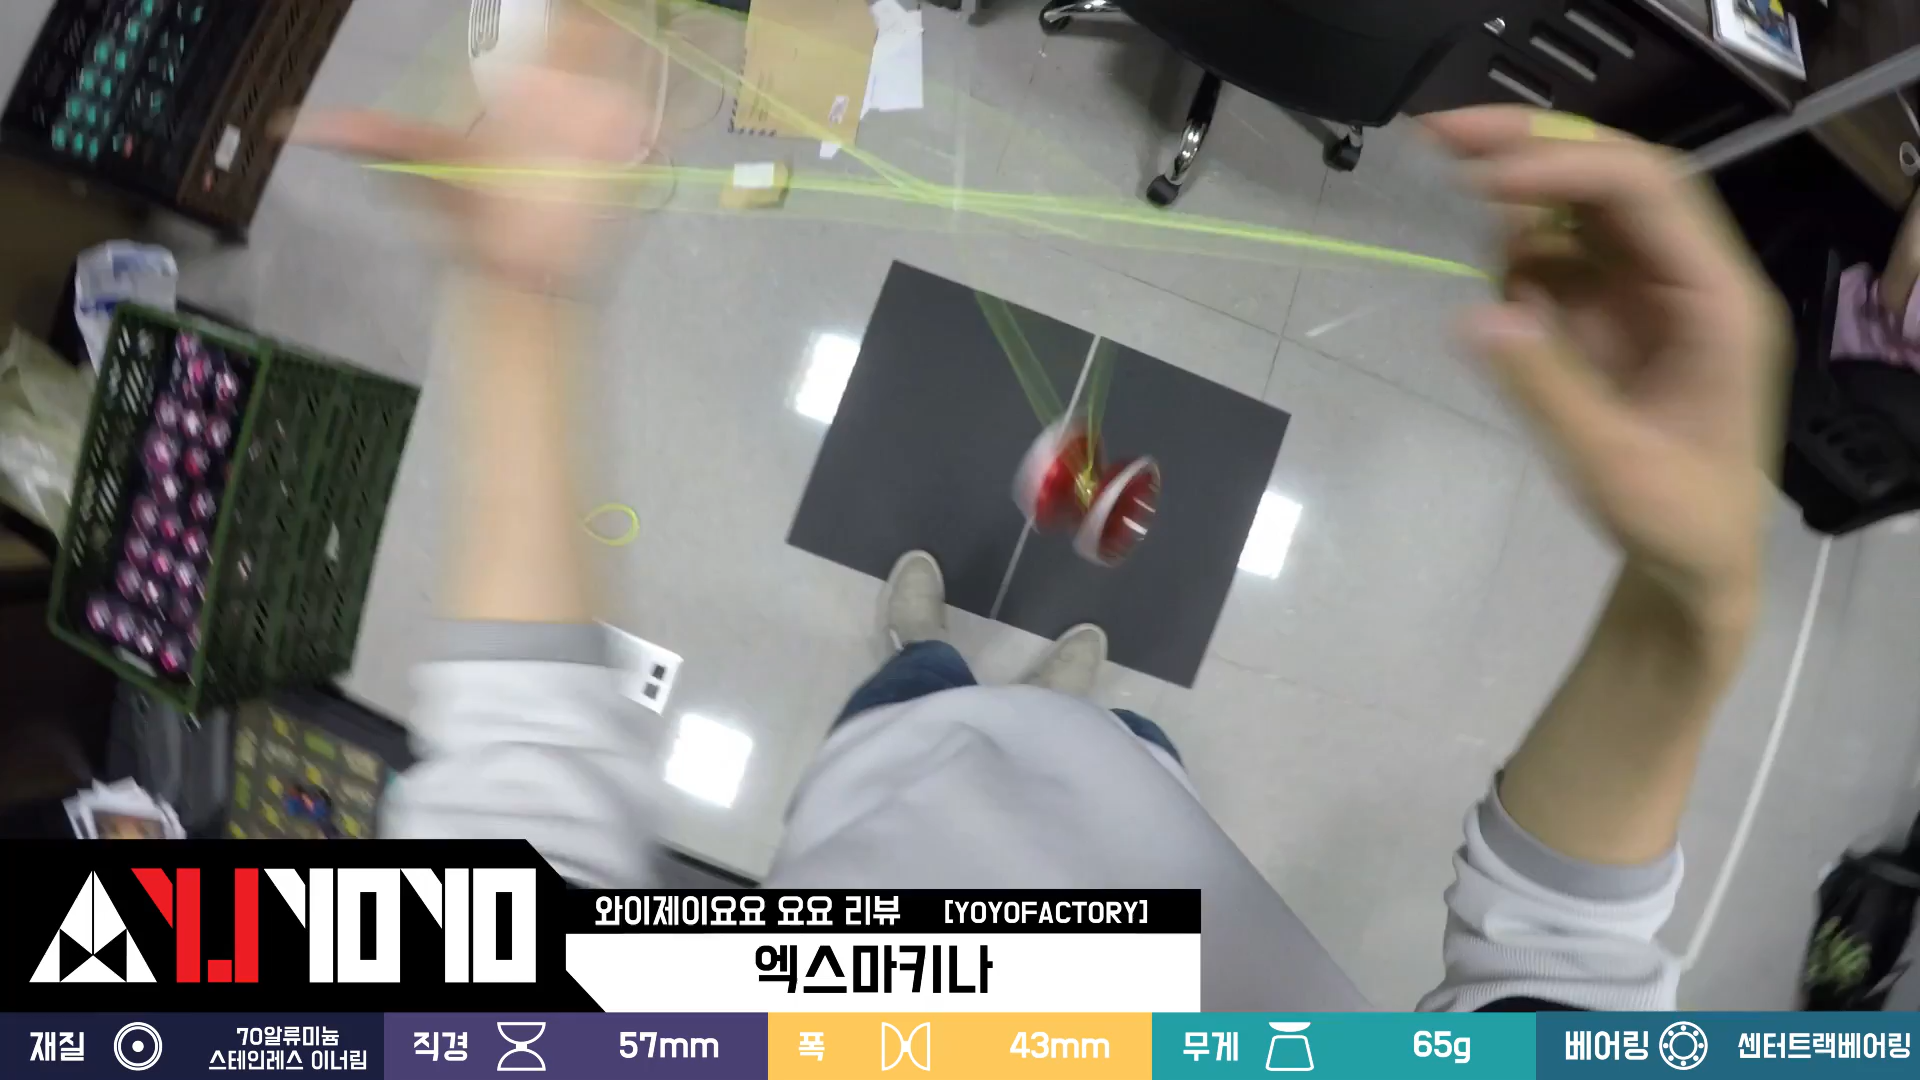 YJYOYO
와이제이요요 요요 리뷰 [YOYOFACTORY]
엑스마키나
재질
70알류미늄
스테인레스 이너림
직경
57mm
폭
43mm
무게
65g
베어링
센터트랙베어링